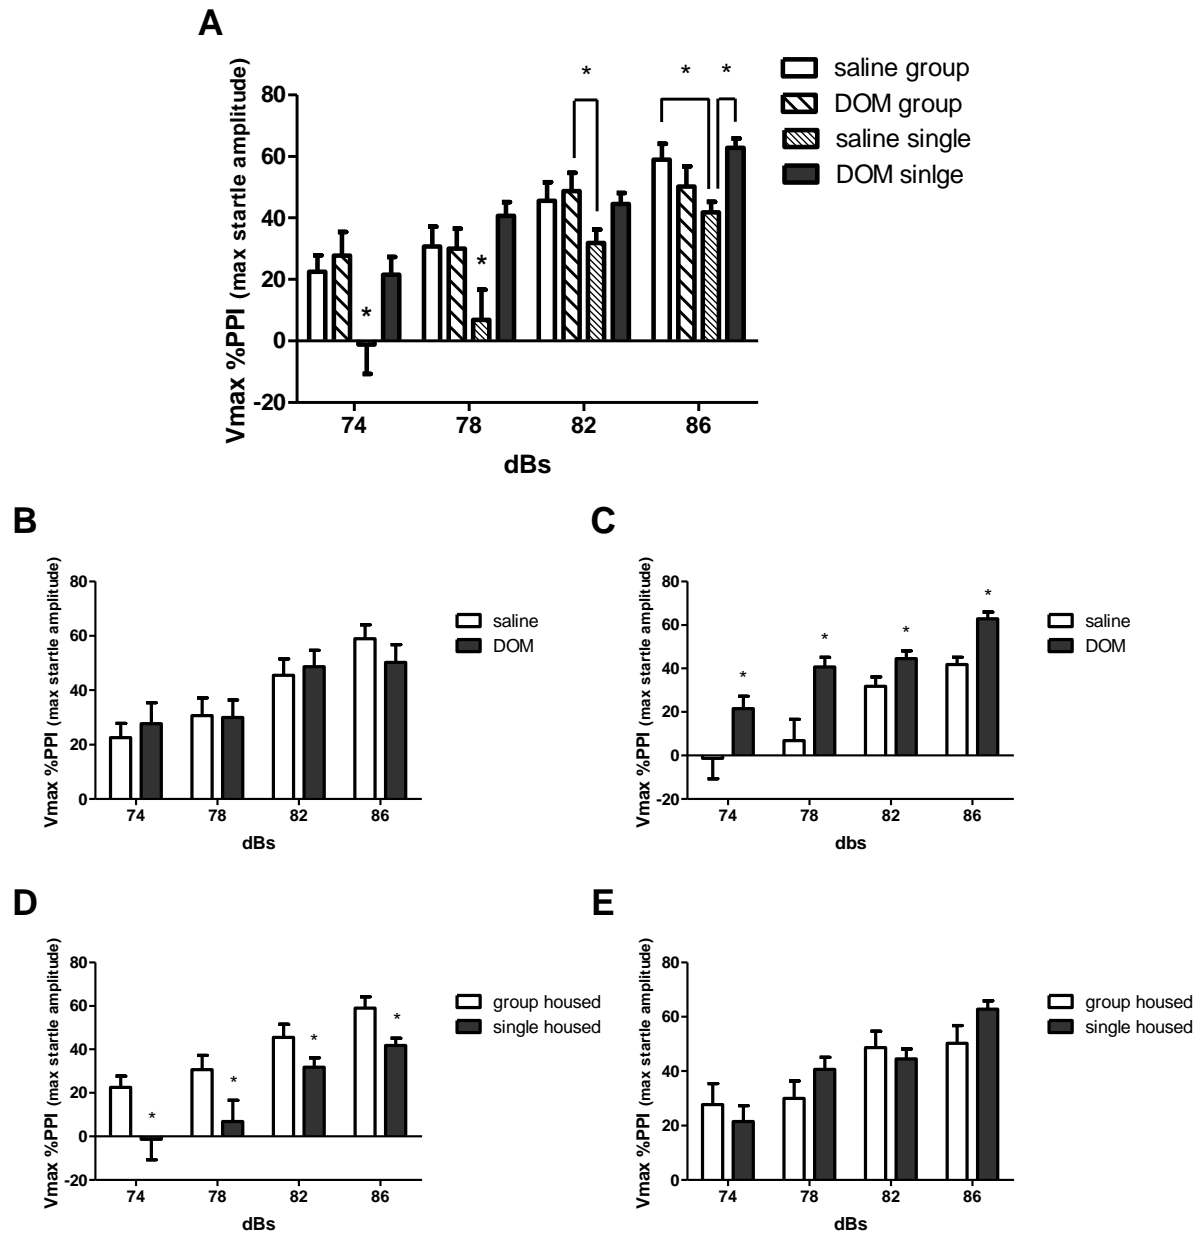 A
Vmax %PPI (max startle amplitude)
80
60
40
20
0
-20
74
78
82
86
dBs
*
*
*
*
*
saline group
DOM group
saline single
DOM sinlge
B
Vmax %PPI (max startle amplitude)
80
60
40
20
0
74
78
82
86
dBs
saline
DOM
C
Vmax %PPI (max startle amplitude)
80
60
40
20
0
-20
74
78
82
86
dbs
*
*
*
*
saline
DOM
D
Vmax %PPI (max startle amplitude)
80
60
40
20
0
-20
74
78
82
86
dBs
*
*
*
*
group housed
single housed
E
Vmax %PPI (max startle amplitude)
80
60
40
20
0
74
78
82
86
dBs
group housed
single housed